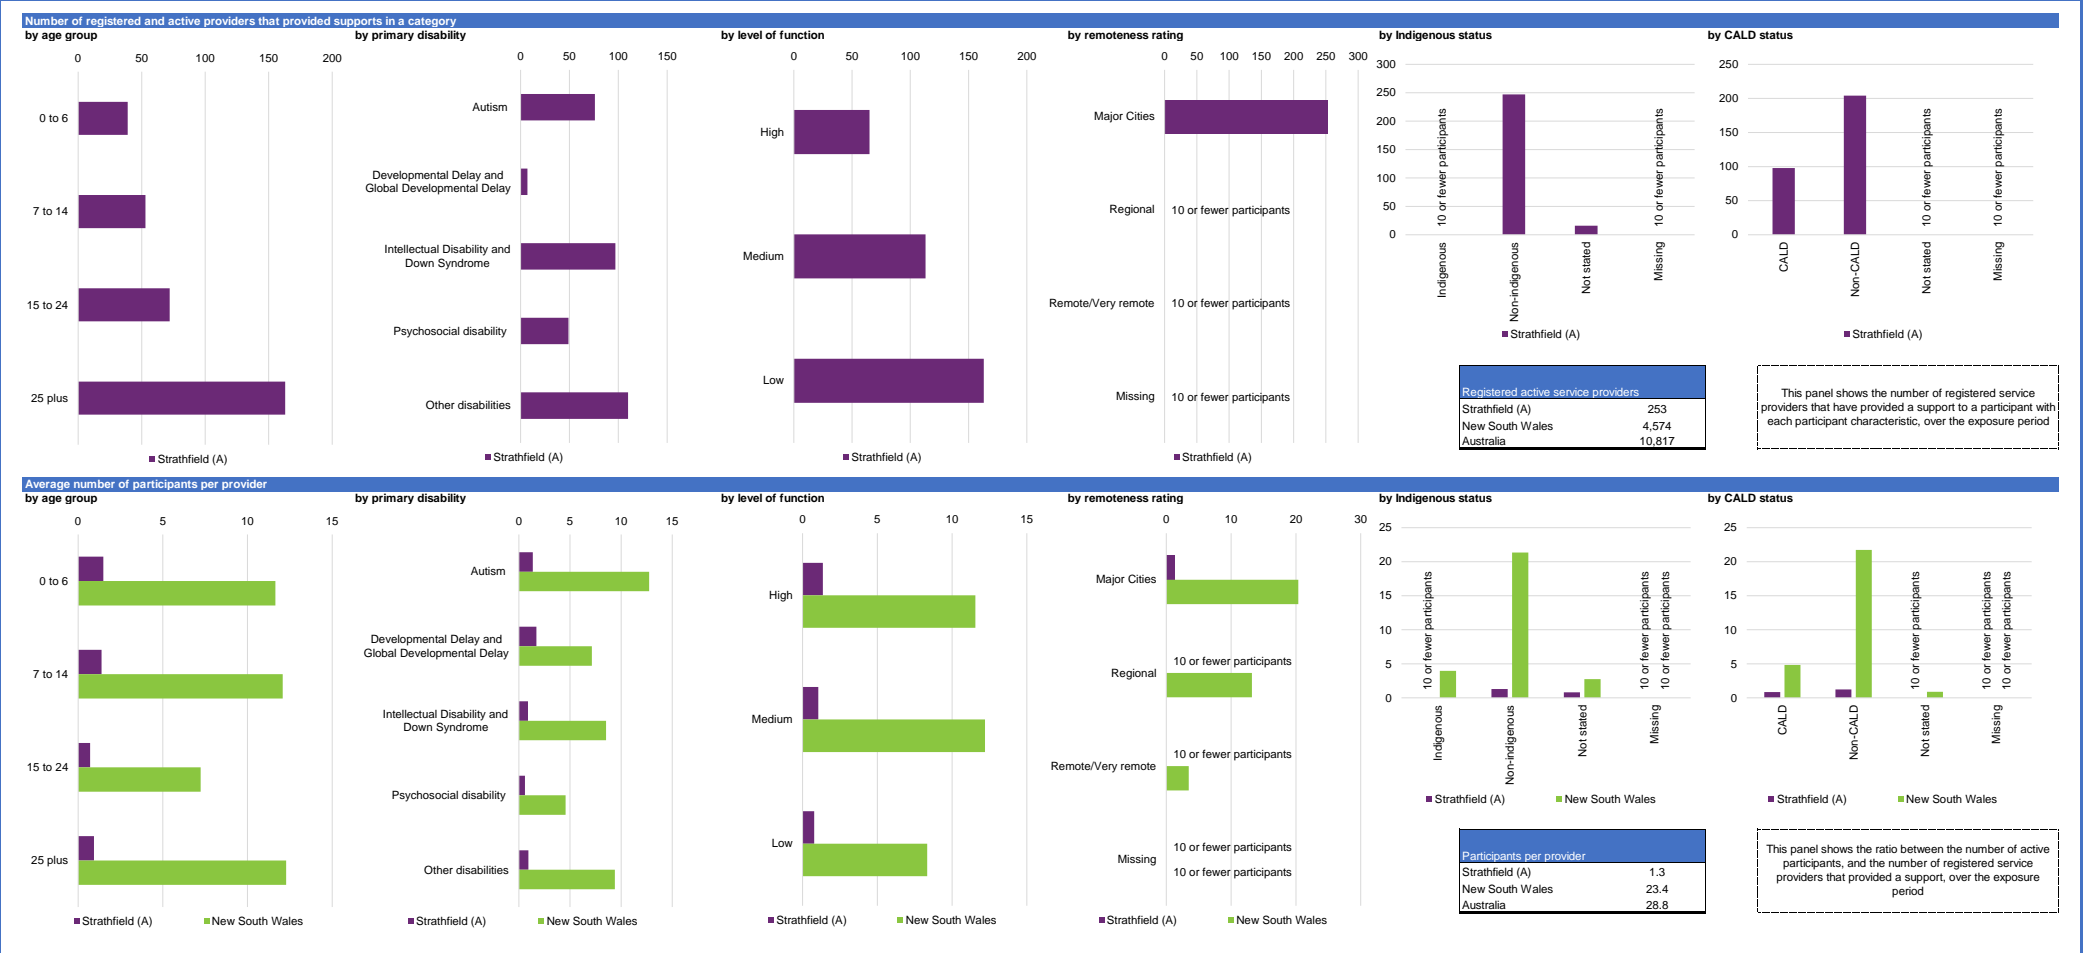 Number of registered and active providers that provided supports in a category
by age group
0 50 100 150 200
0 to 6
7 to 14
15 to 24
25 plus
Strathfield (A)
by primary disability
0 50 100 150
Autism
Developmental Delay and
Global Developmental Delay
Intellectual Disability and
Down Syndrome
Psychosocial disability
Other disabilities
Strathfield (A)
by level of function
0 50 100 150 200
High
Medium
Low
Strathfield (A)
by remoteness rating
0 50 100 150 200 250 300
Major Cities
Regional 10 or fewer participants
Remote/Very remote 10 or fewer participants
Missing 10 or fewer participants
Strathfield (A)
by Indigenous status
300
250
200
150
100
50
0
10 or fewer participants
10 or fewer participants
Indigenous
Non-indigenous
Not stated
Missing
Strathfield (A)
by CALD status
250
200
150
100
50
0
10 or fewer participants
10 or fewer participants
CALD
Non-CALD
Not stated
Missing
Strathfield (A)
Registered active service providers
Strathfield (A) 253
New South Wales 4,574
Australia 10,817
This panel shows the number of registered service
providers that have provided a support to a participant with
each participant characteristic, over the exposure period
Average number of participants per provider
by age group
0 5 10 15
0 to 6
7 to 14
15 to 24
25 plus
Strathfield (A) New South Wales
by primary disability
0 5 10 15
Autism
Developmental Delay and
Global Developmental Delay
Intellectual Disability and
Down Syndrome
Psychosocial disability
Other disabilities
Strathfield (A) New South Wales
by level of function
0 5 10 15
High
Medium
Low
Strathfield (A) New South Wales
by remoteness rating
0 10 20 30
Major Cities
10 or fewer participants
Regional
10 or fewer participants
Remote/Very remote
10 or fewer participants
Missing
10 or fewer participants
Strathfield (A) New South Wales
by Indigenous status
25
20
15
10
5
0
10 or fewer participants
10 or fewer participants
10 or fewer participants
Indigenous
Non-indigenous
Not stated
Missing
Strathfield (A) New South Wales
by CALD status
25
20
15
10
5
0
10 or fewer participants
10 or fewer participants
10 or fewer participants
CALD
Non-CALD
Not stated
Missing
Strathfield (A) New South Wales
Participants per provider
Strathfield (A) 1.3
New South Wales 23.4
Australia 28.8
This panel shows the ratio between the number of active
participants, and the number of registered service
providers that provided a support, over the exposure
period